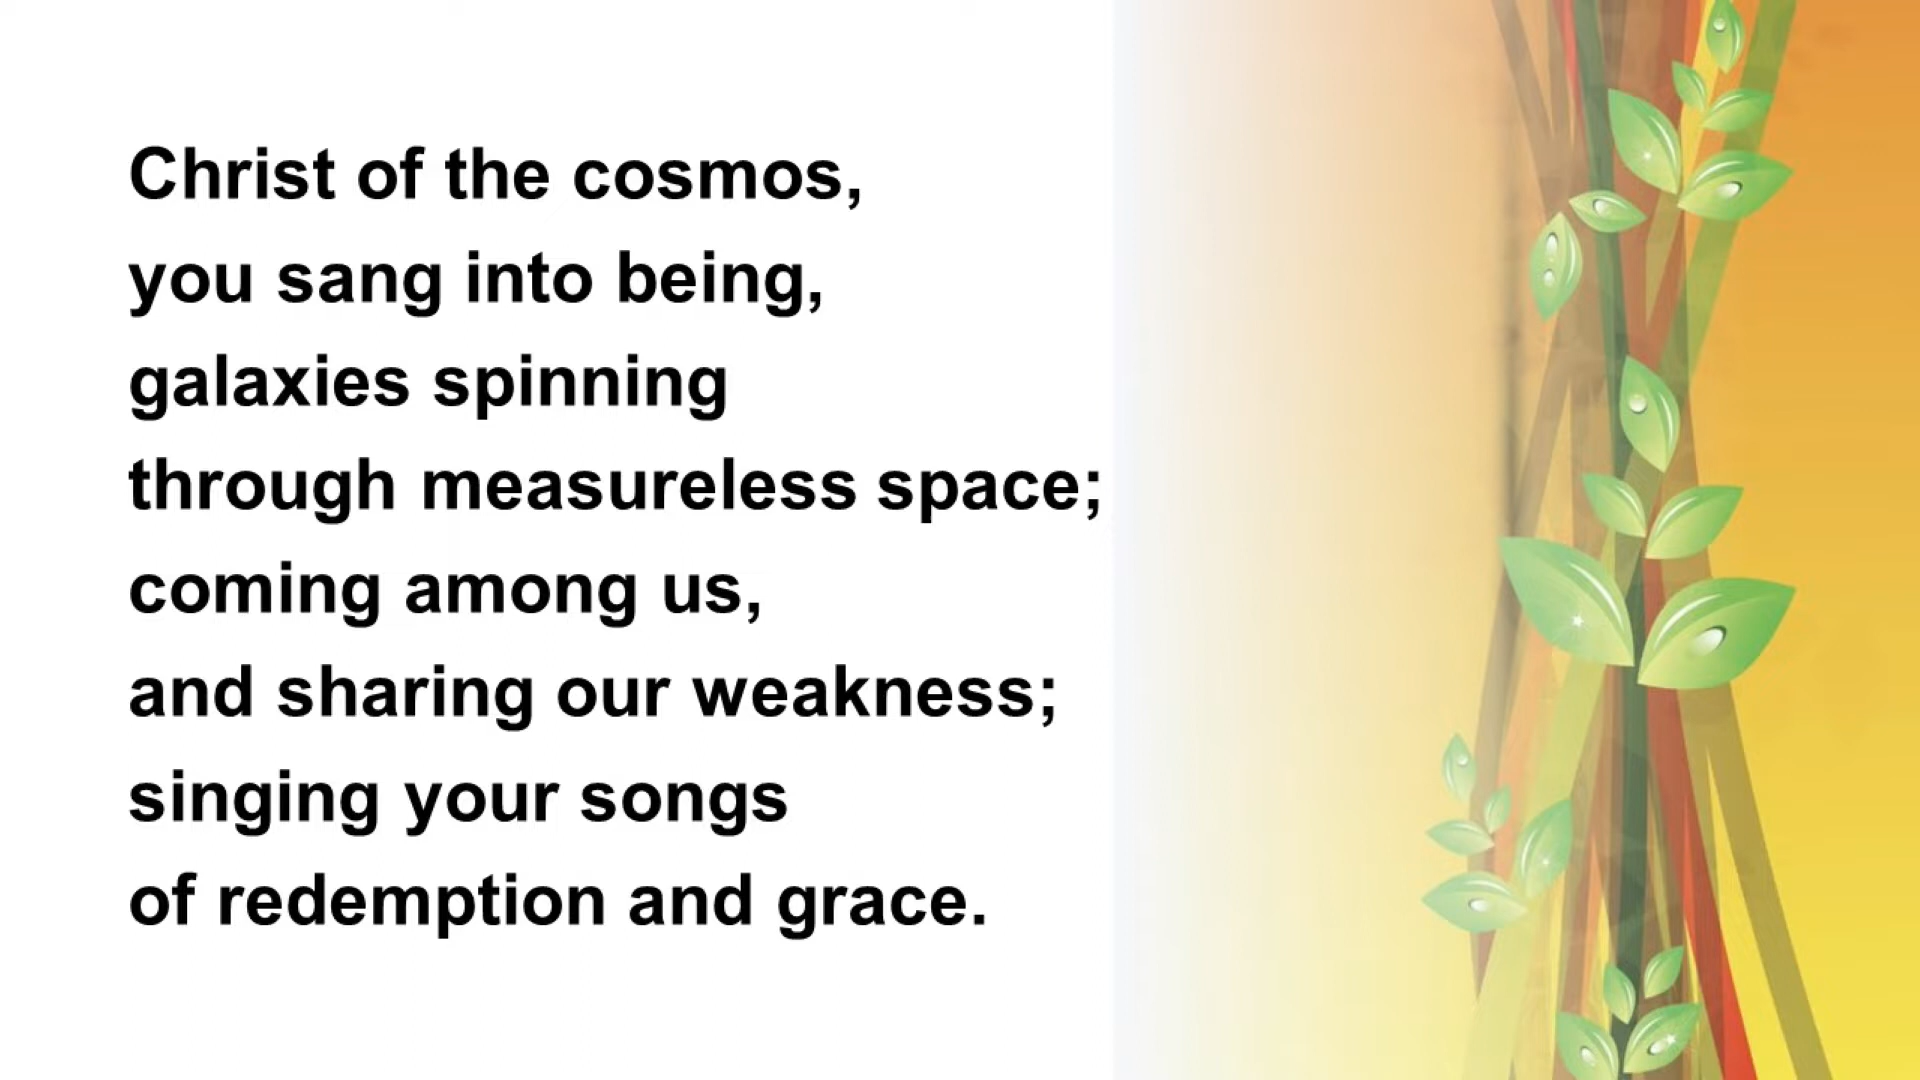 Christ of the cosmos,
you sang into being,
galaxies spinning
through measureless space;
coming among us,
and sharing our weakness;
singing your songs
of redemption and grace.